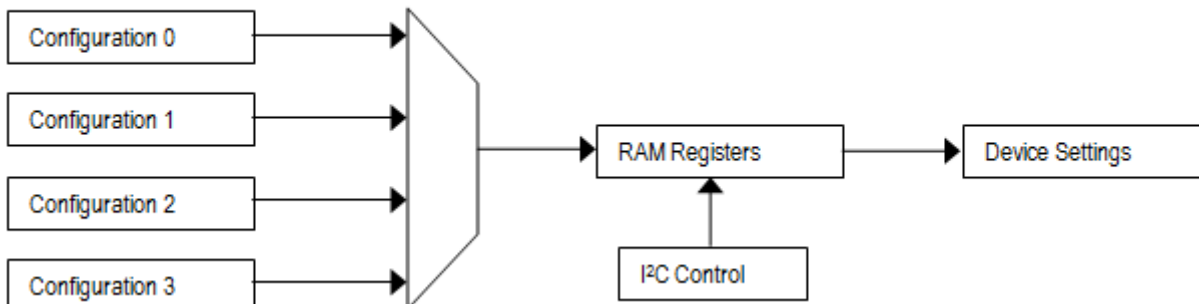 Configuration 0
Configuration 1
Configuration 2
Configuration 3
RAM Registers
I²C Control
Device Settings